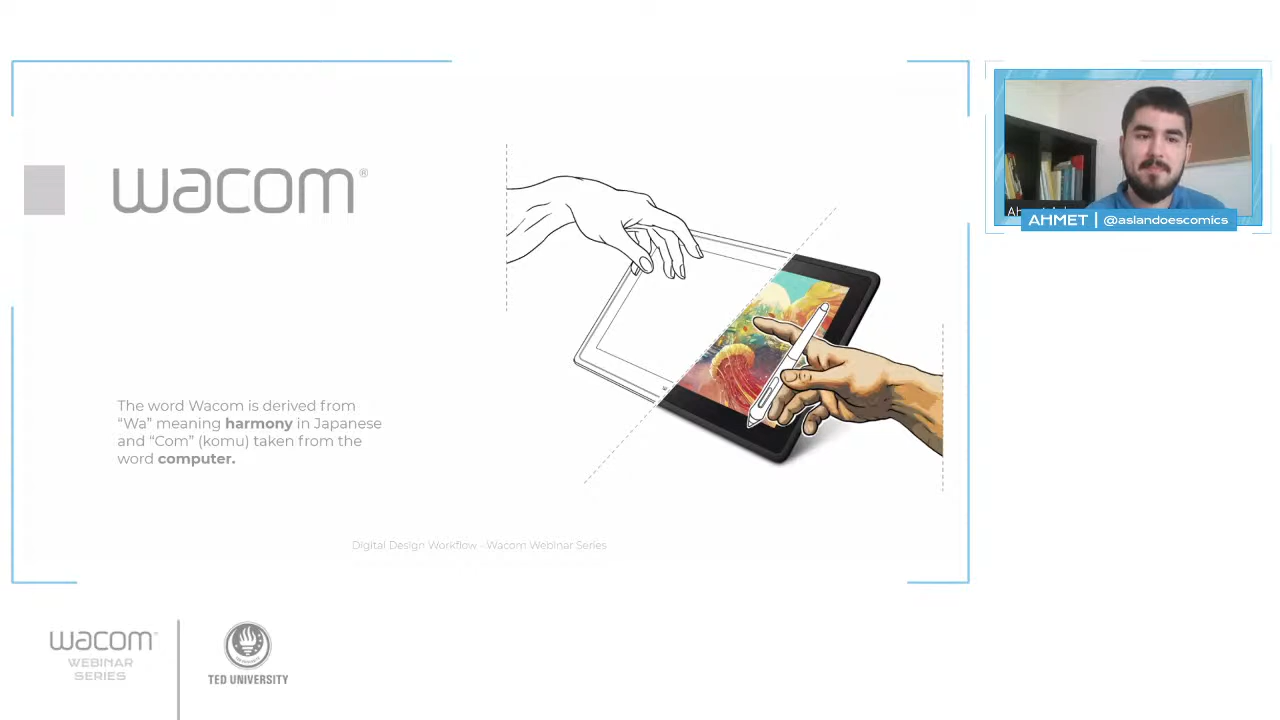 wacom®
The word Wacom is derived from
“Wa” meaning harmony in Japanese
and “Com” (komu) taken from the
word computer.
Digital Design Workflow - Wacom Webinar Series
AHMET | @aslandoescomics
wacom
WEBINAR
SERIES
TED UNIVERSITY